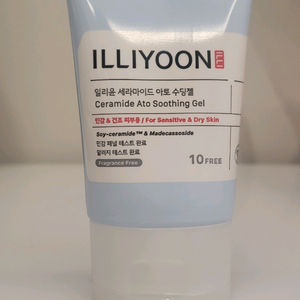 ILLIYOON ILLI
일리윤 세라마이드 아토 수딩젤
Ceramide Ato Soothing Gel
민감 & 건조 피부용 / For Sensitive & Dry Skin
Soy-ceramide™ & Madecassoside
민감 패널 테스트 완료
알러지 테스트 완료
Fragrance Free
10 FREE